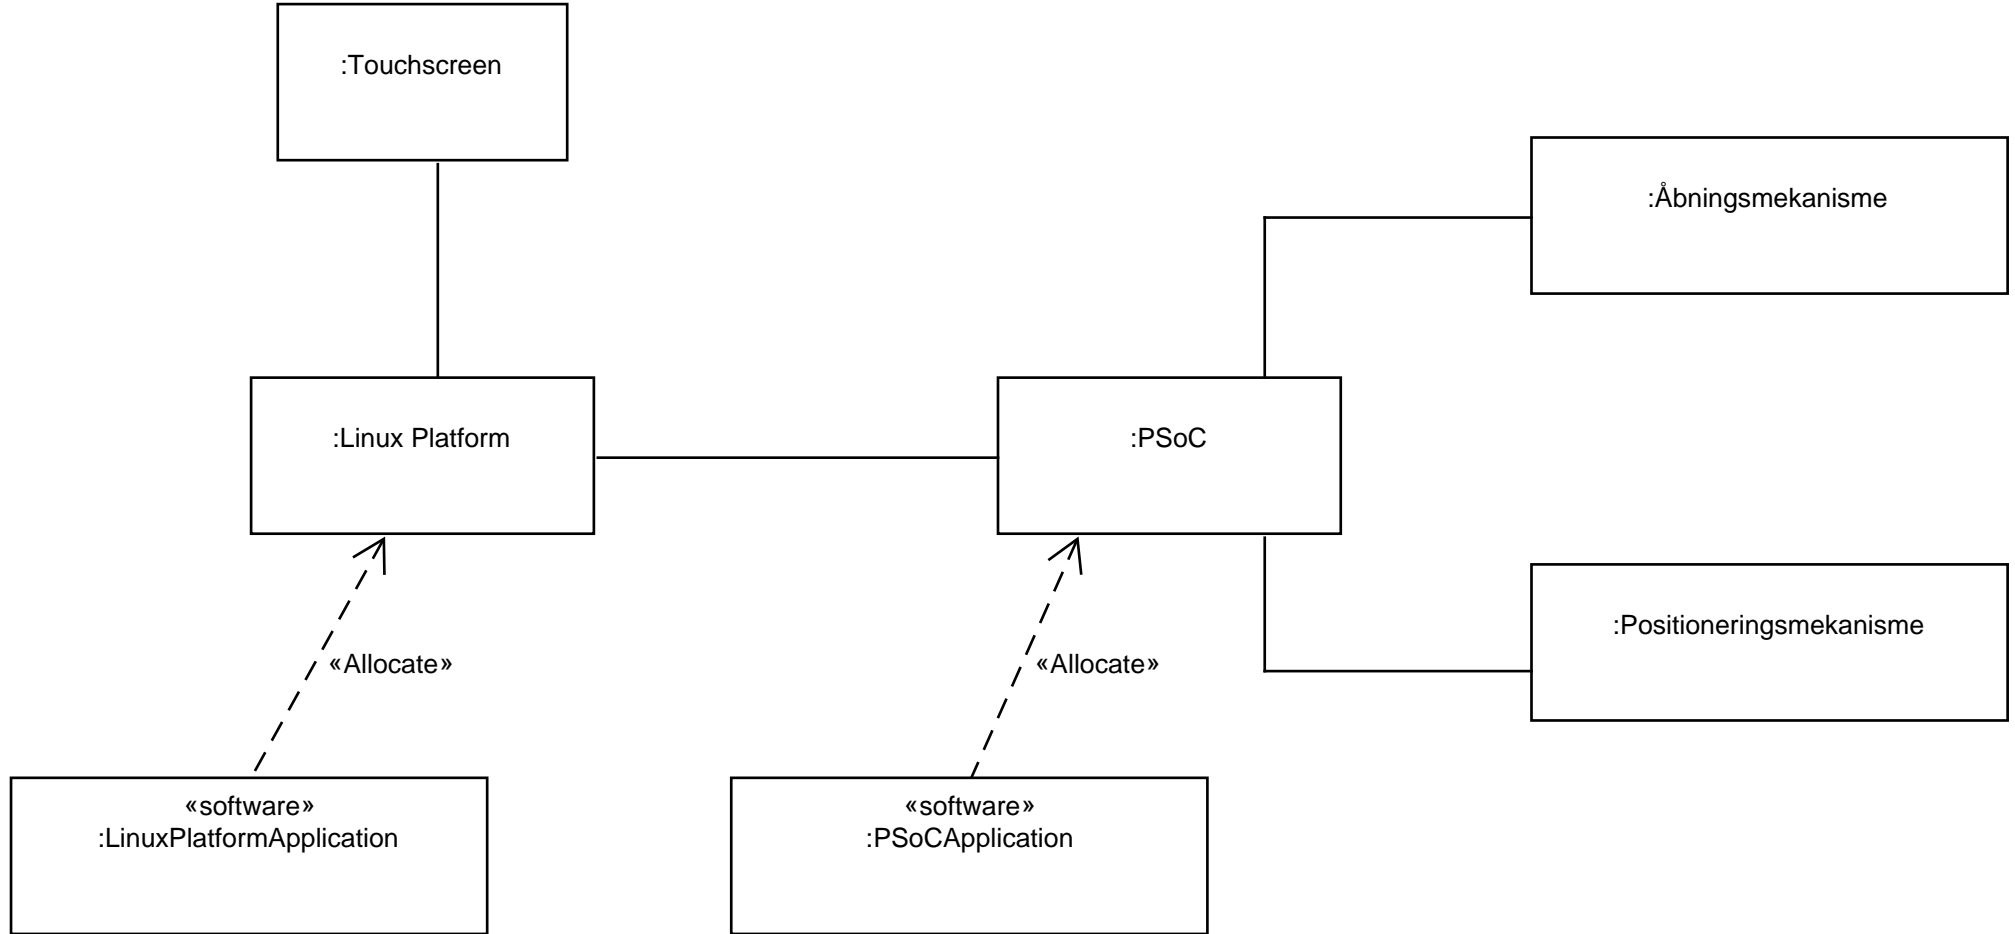 :Touchscreen
:Åbningsmekanisme
:Linux Platform
:PSoC
:Positioneringsmekanisme
«Allocate»
«Allocate»
«software»
:LinuxPlatformApplication
«software»
:PSoCApplication